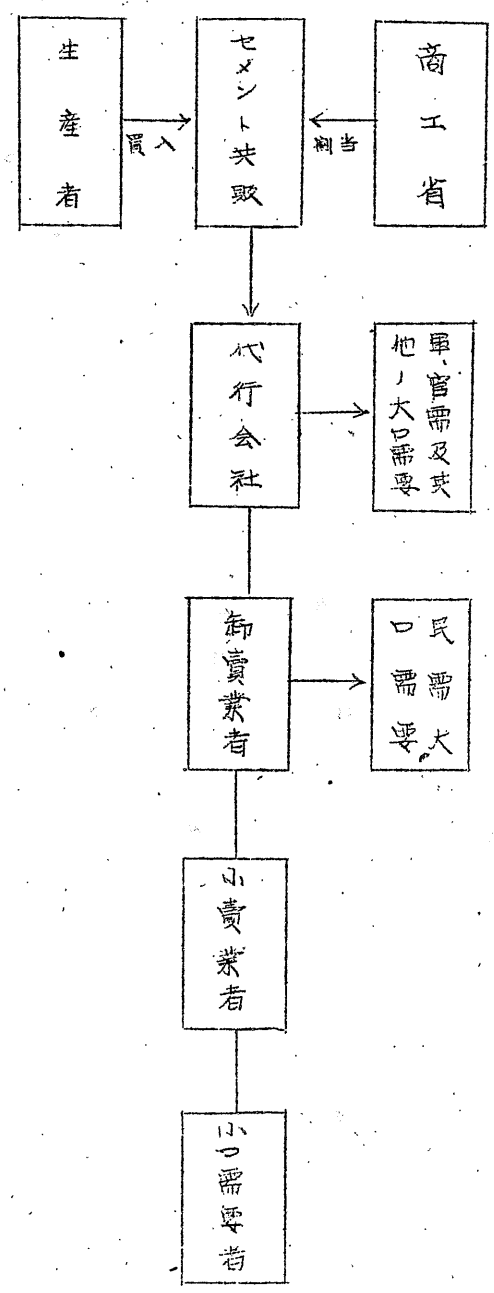 商工省
割当
セメント共販
買入
生産者
代行会社
軍、官需及其
他ノ大口需要
卸賣業者
民需大
口需要
小賣業者
小口需要者